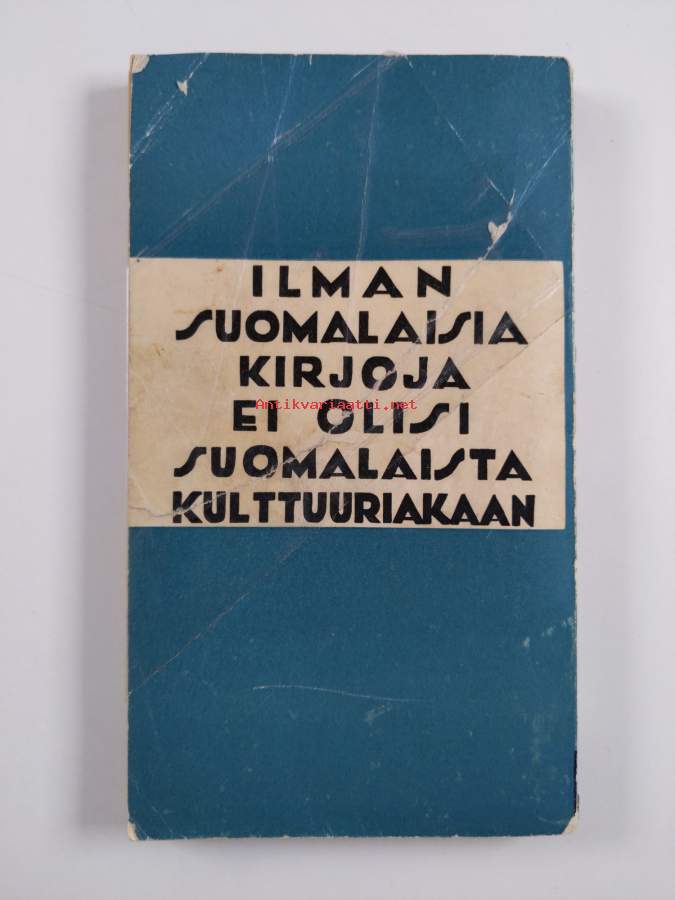 ILMAN
SUOMALAISIA
KIRJOJA
Antikvariaatti.net
EI OLISI
SUOMALAISTA
KULTTUURIAKAAN